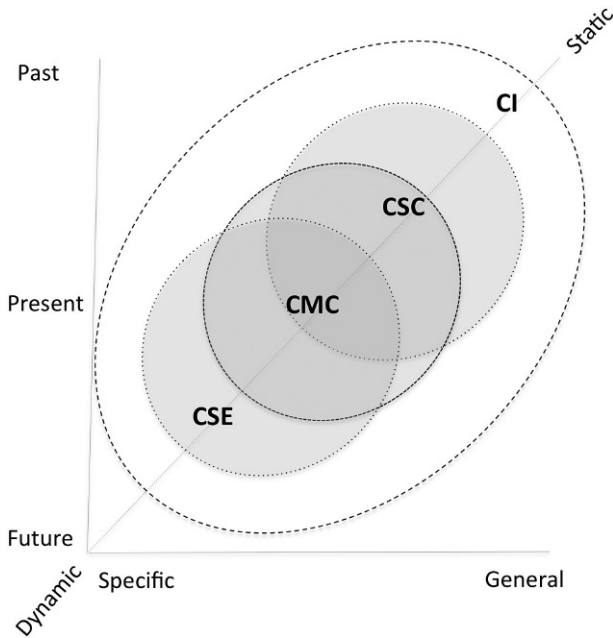 Static
Past
CI
CSC
Present
CMC
CSE
Future
Dynamic
Specific
General